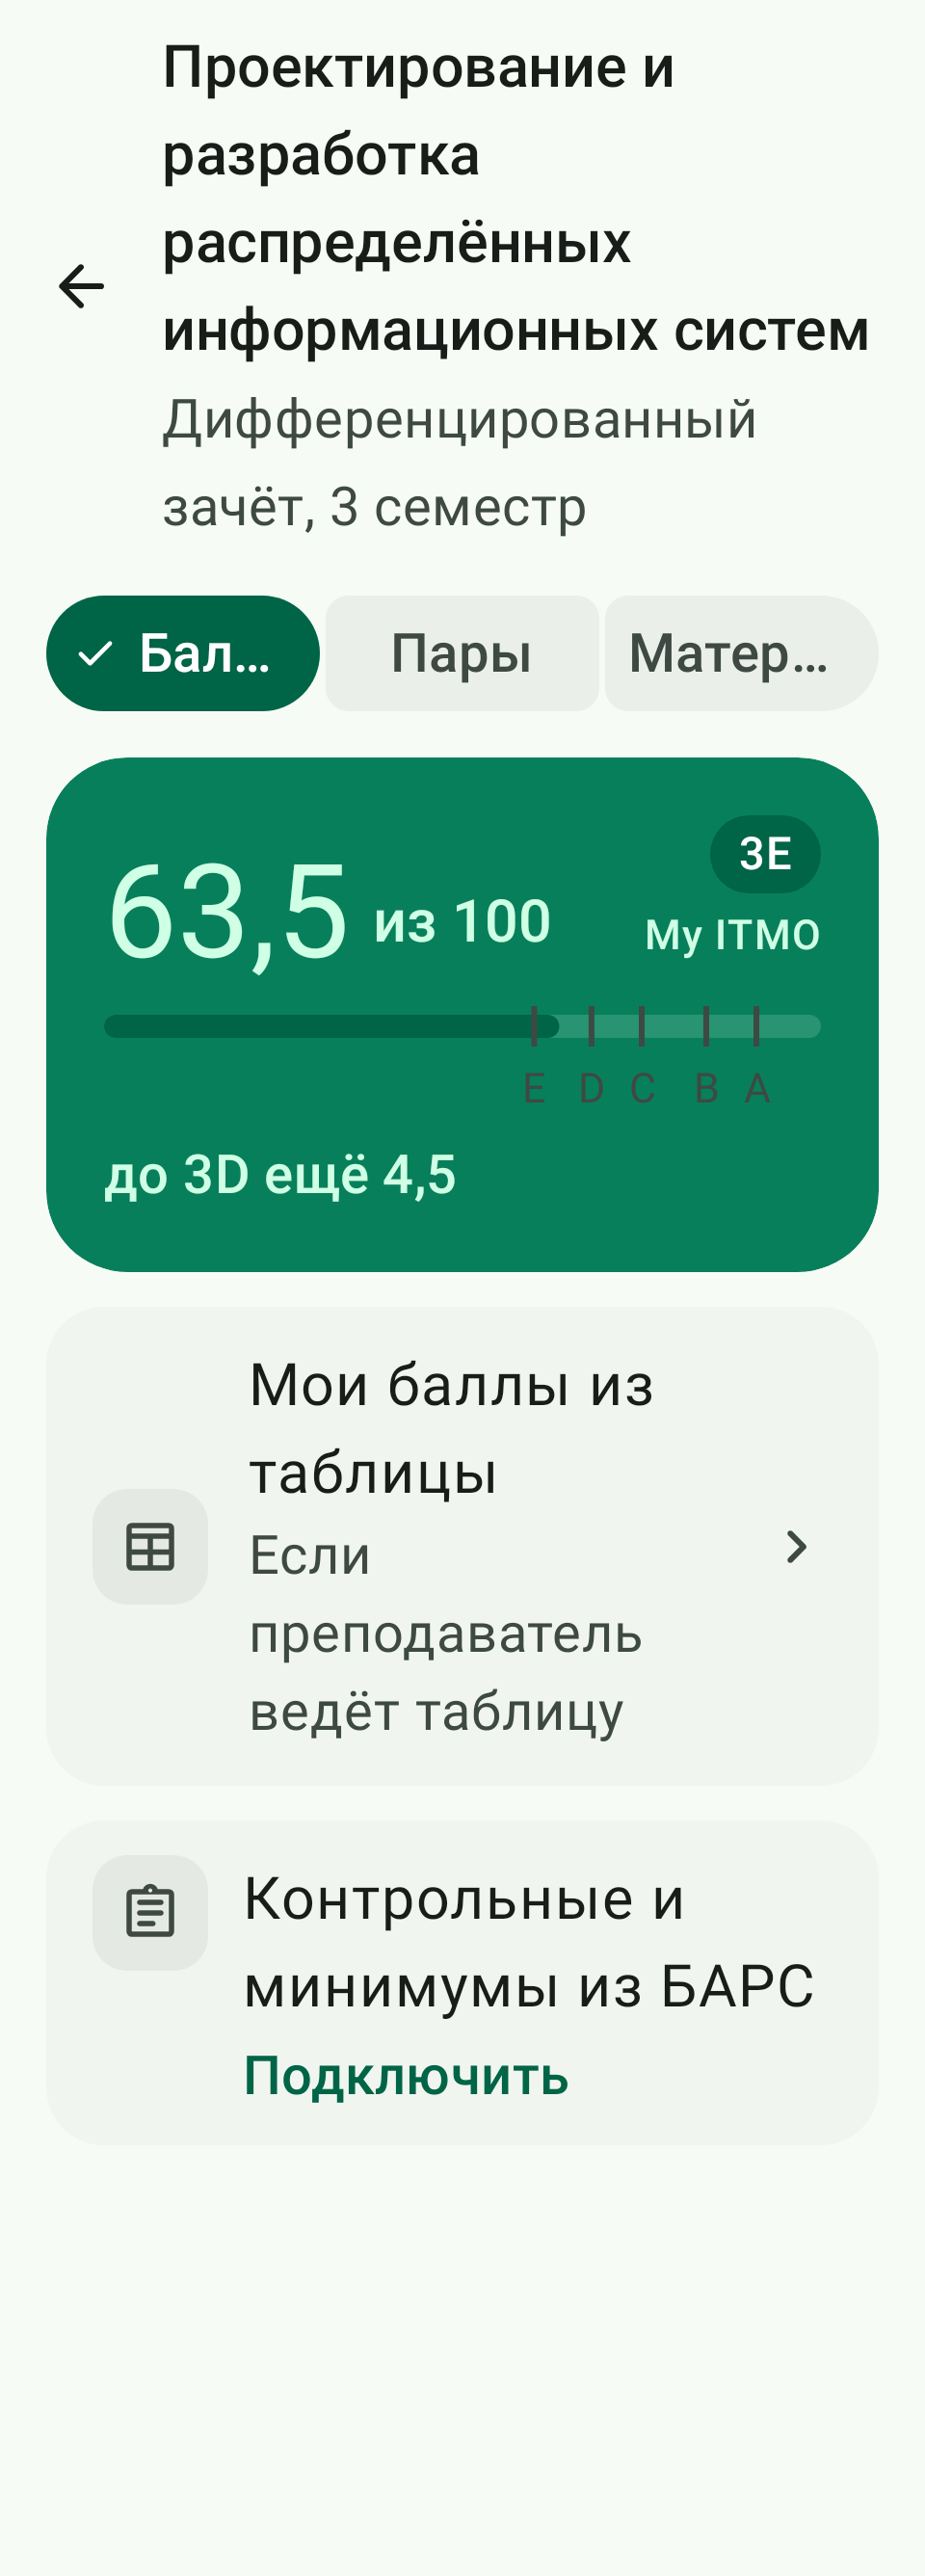 Проектирование и
разработка
распределённых
информационных систем
Дифференцированный
зачёт, 3 семестр
Бал...
Пары
Матер...
63,5 из 100
3E
My ITMO
E D C B A
до 3D ещё 4,5
Мои баллы из
таблицы
Если
преподаватель
ведёт таблицу
Контрольные и
минимумы из БАРС
Подключить